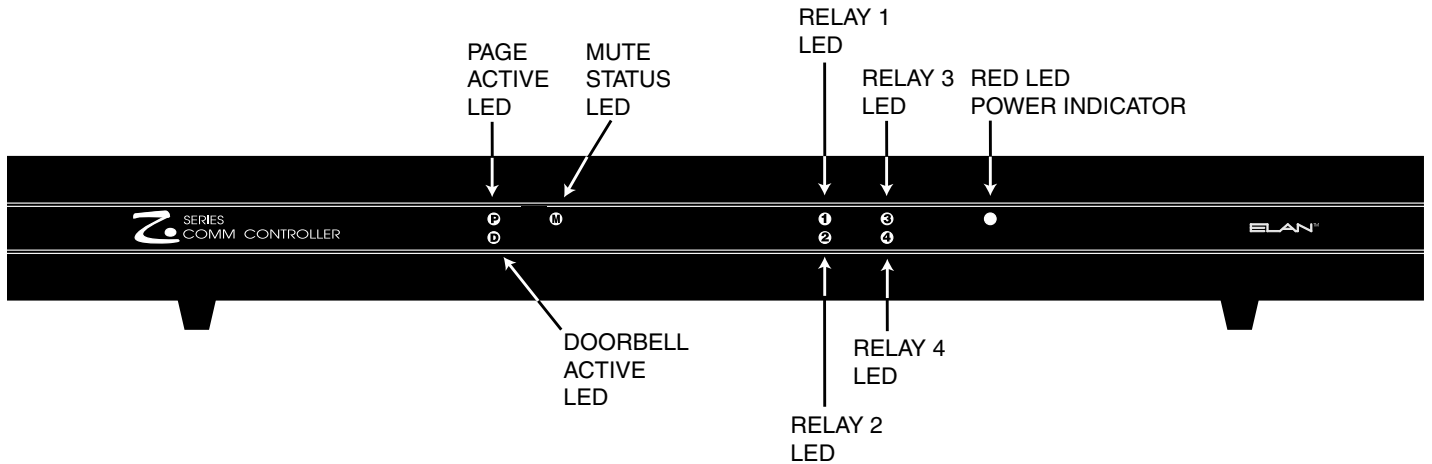 RELAY 1
LED
PAGE
ACTIVE
LED
MUTE
STATUS
LED
RELAY 3
LED
RED LED
POWER INDICATOR
SERIES
COMM CONTROLLER
P
M
D
1
3
2
4
ELAN™
DOORBELL
ACTIVE
LED
RELAY 4
LED
RELAY 2
LED